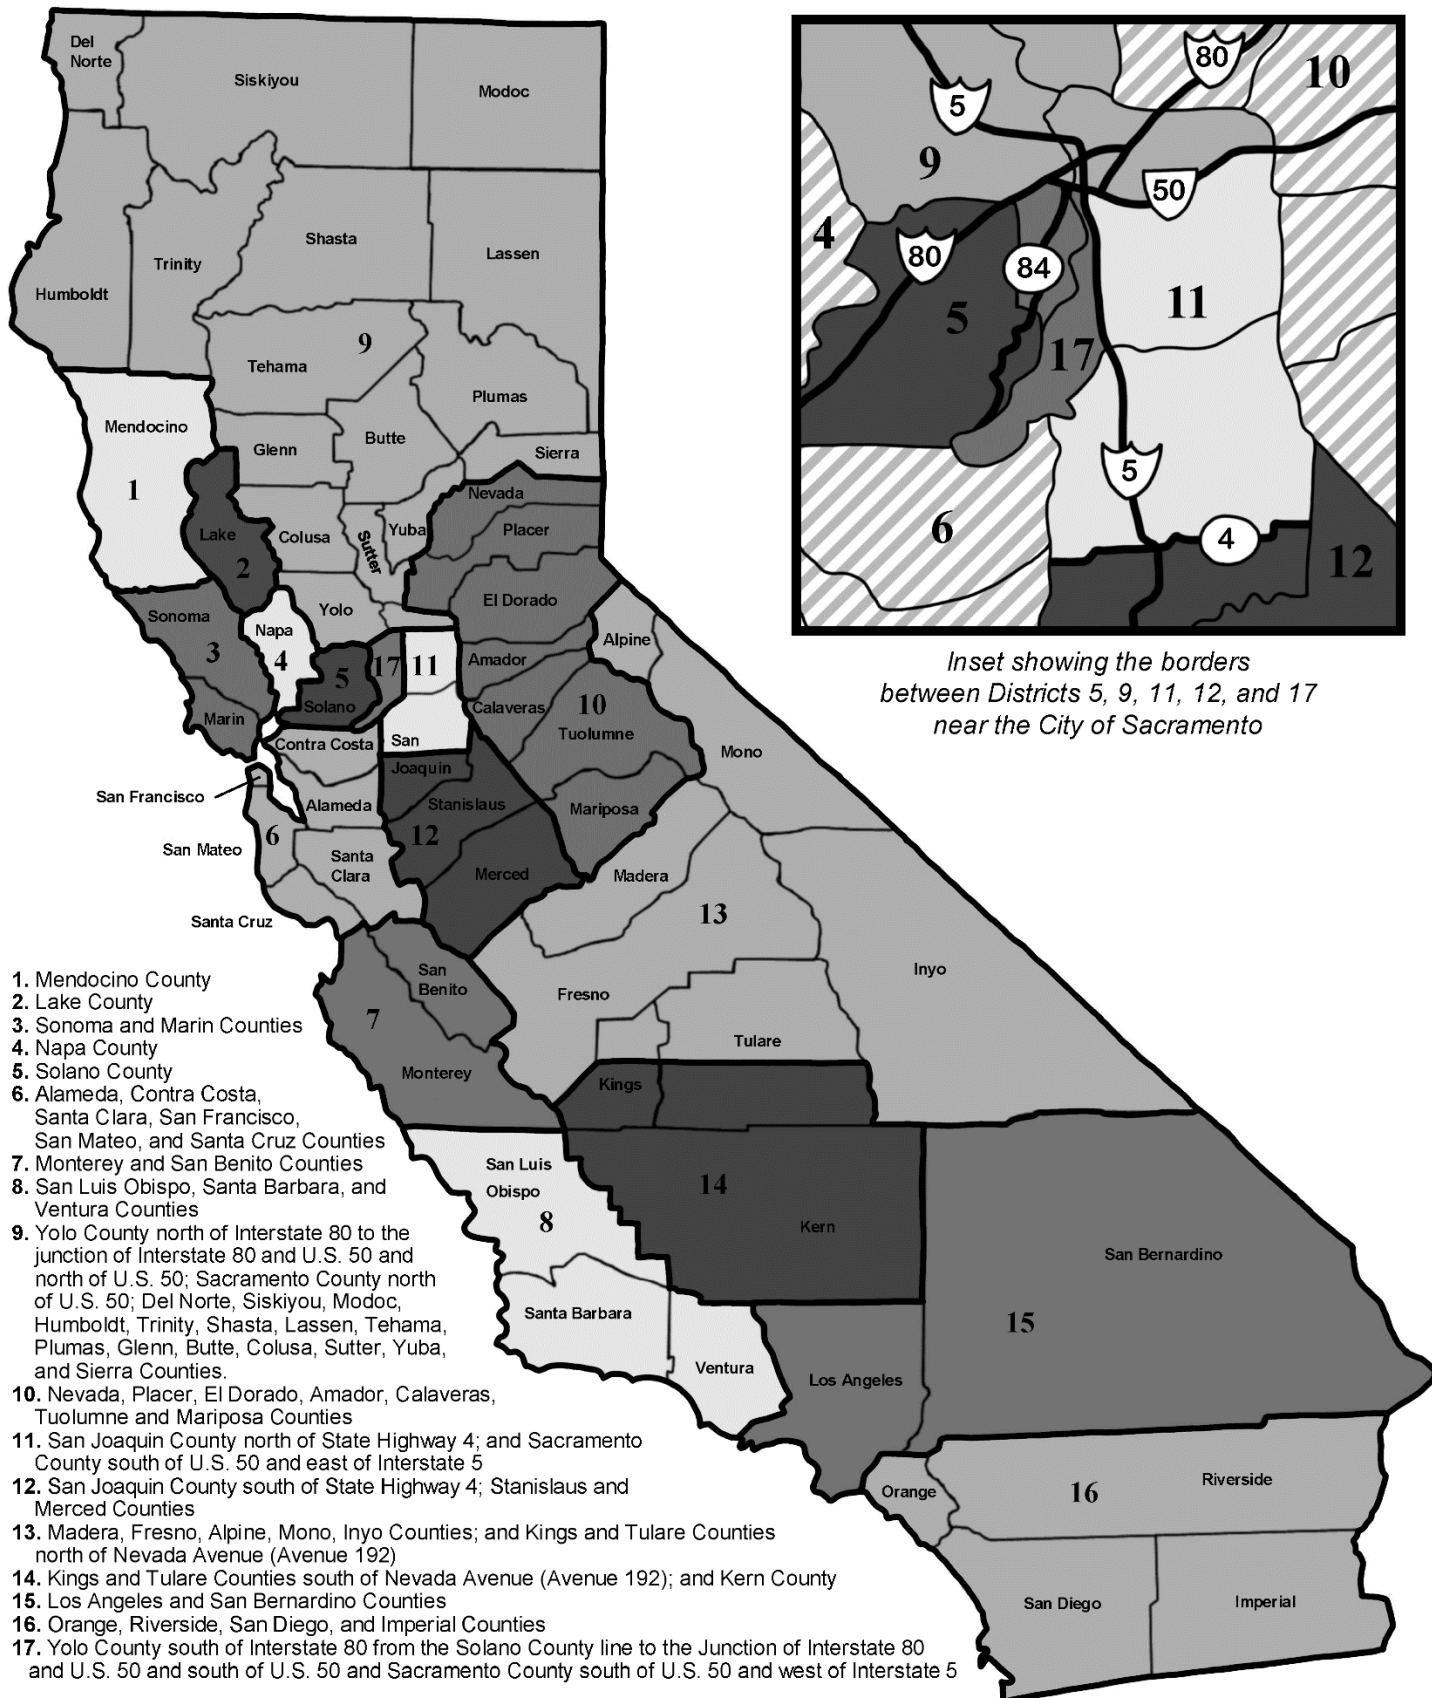 Del
Norte
Siskiyou
Modoc
Shasta
Lassen
Trinity
Humboldt
9
Tehama
Plumas
Mendocino
Butte
Glenn
Sierra
1
Nevada
Lake
Colusa
Sutter
Yuba
Placer
2
El Dorado
Sonoma
Yolo
Napa
Alpine
3
4
5
17
11
Amador
Solano
Marin
Calaveras
10
Tuolumne
Contra Costa
San
Joaquin
Mono
San Francisco
Alameda
Stanislaus
Mariposa
6
12
San Mateo
Santa
Clara
Merced
Madera
13
Santa Cruz
San
Benito
Inyo
Fresno
7
Tulare
Monterey
Kings
San Luis
Obispo
14
8
Kern
San Bernardino
Santa Barbara
15
Ventura
Los Angeles
Orange
16
Riverside
San Diego
Imperial
80
10
5
9
50
4
80
84
11
5
17
5
6
4
12
Inset showing the borders
between Districts 5, 9, 11, 12, and 17
near the City of Sacramento
1. Mendocino County
2. Lake County
3. Sonoma and Marin Counties
4. Napa County
5. Solano County
6. Alameda, Contra Costa,
Santa Clara, San Francisco,
San Mateo, and Santa Cruz Counties
7. Monterey and San Benito Counties
8. San Luis Obispo, Santa Barbara, and
Ventura Counties
9. Yolo County north of Interstate 80 to the
junction of Interstate 80 and U.S. 50 and
north of U.S. 50; Sacramento County north
of U.S. 50; Del Norte, Siskiyou, Modoc,
Humboldt, Trinity, Shasta, Lassen, Tehama,
Plumas, Glenn, Butte, Colusa, Sutter, Yuba,
and Sierra Counties.
10. Nevada, Placer, El Dorado, Amador, Calaveras,
Tuolumne and Mariposa Counties
11. San Joaquin County north of State Highway 4; and Sacramento
County south of U.S. 50 and east of Interstate 5
12. San Joaquin County south of State Highway 4; Stanislaus and
Merced Counties
13. Madera, Fresno, Alpine, Mono, Inyo Counties; and Kings and Tulare Counties
north of Nevada Avenue (Avenue 192)
14. Kings and Tulare Counties south of Nevada Avenue (Avenue 192); and Kern County
15. Los Angeles and San Bernardino Counties
16. Orange, Riverside, San Diego, and Imperial Counties
17. Yolo County south of Interstate 80 from the Solano County line to the Junction of Interstate 80
and U.S. 50 and south of U.S. 50 and Sacramento County south of U.S. 50 and west of Interstate 5